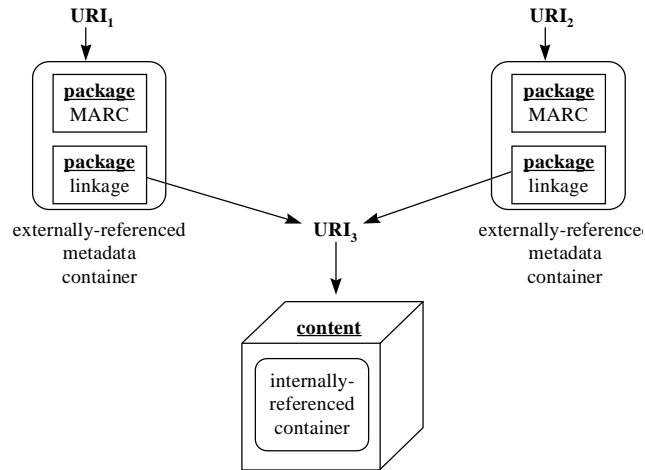 URI₁
URI₂
package
MARC
package
linkage
externally-referenced
metadata
container
package
MARC
package
linkage
externally-referenced
metadata
container
URI₃
content
internally-
referenced
container